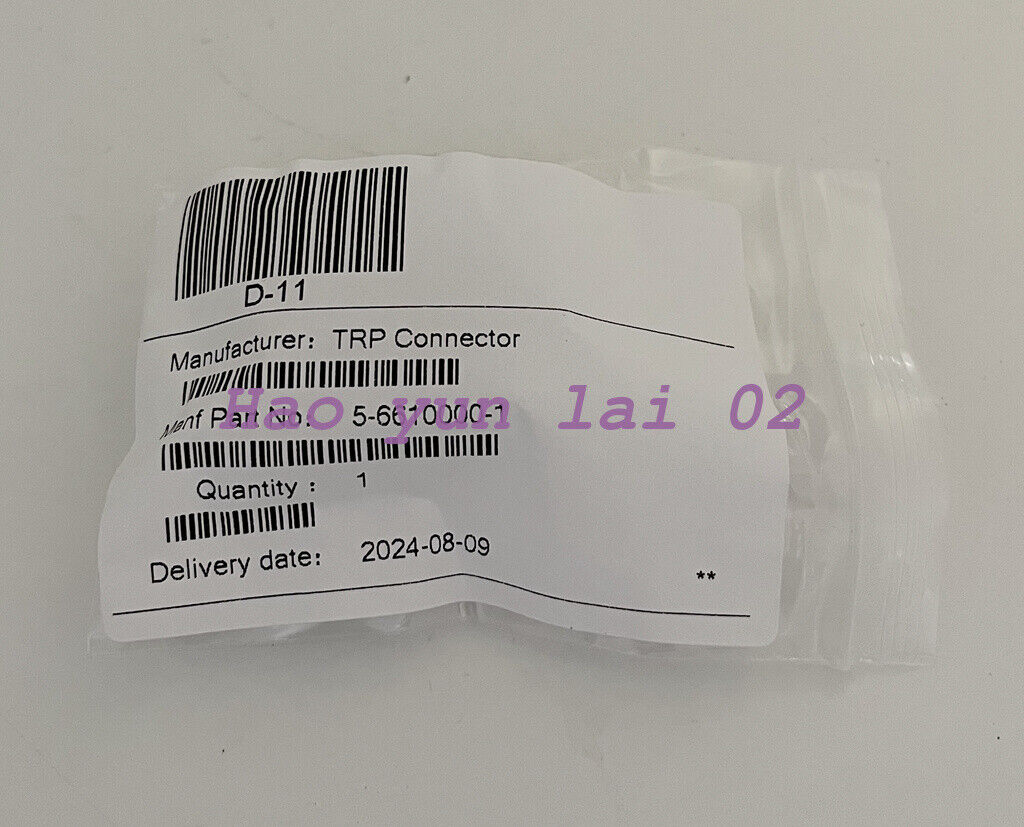 D-11
Manufacturer: TRP Connector
Manf Part No: 5-6610000-1
Hao yun lai 02
Quantity : 1
Delivery date: 2024-08-09
**